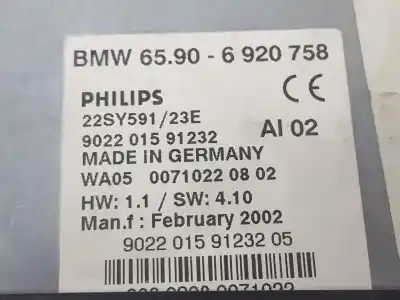 BMW 65.90 - 6 920 758
PHILIPS CE
22SY591/23E
9022 015 91232 AI 02
MADE IN GERMANY
WA05 0071022 08 02
HW: 1.1 / SW: 4.10
Man.f : February 2002
9022 015 91232 05